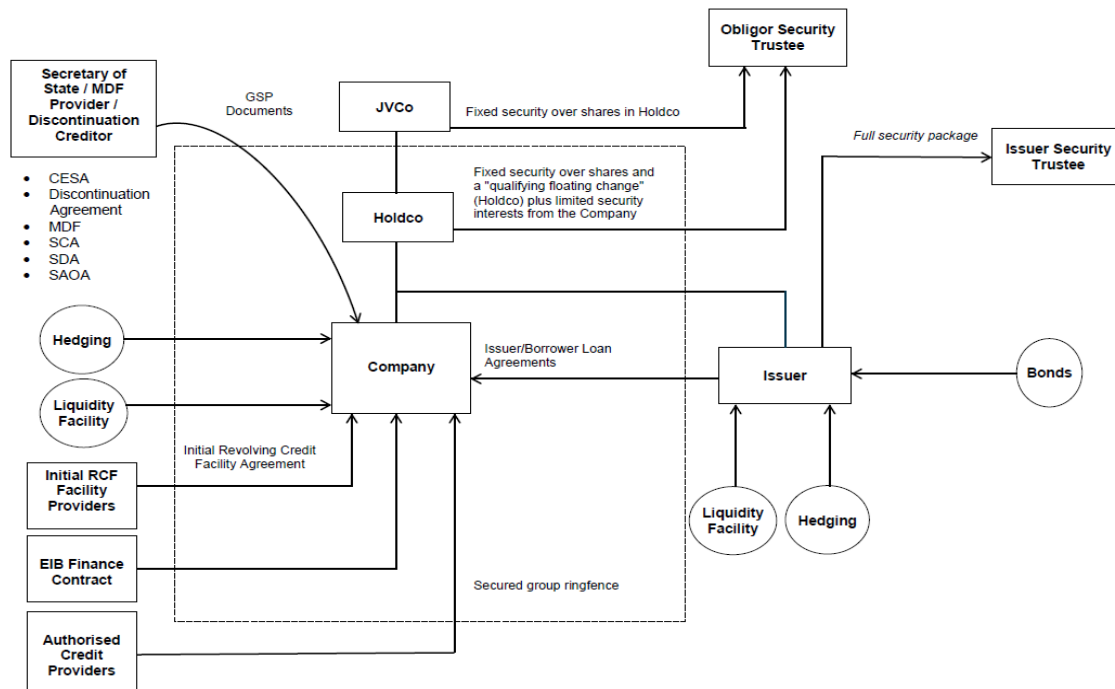 Obligor Security
Trustee
Secretary of
State / MDF
Provider /
Discontinuation
Creditor
GSP
Documents
JVCo
Fixed security over shares in Holdco
Full security package
Issuer Security
Trustee
• CESA
• Discontinuation
Agreement
• MDF
• SCA
• SDA
• SAOA
Fixed security over shares and
a "qualifying floating change"
(Holdco) plus limited security
interests from the Company
Holdco
Hedging
Company
Issuer/Borrower Loan
Agreements
Issuer
Bonds
Liquidity
Facility
Initial Revolving Credit
Facility Agreement
Initial RCF
Facility
Providers
Liquidity
Facility
Hedging
EIB Finance
Contract
Secured group ringfence
Authorised
Credit
Providers